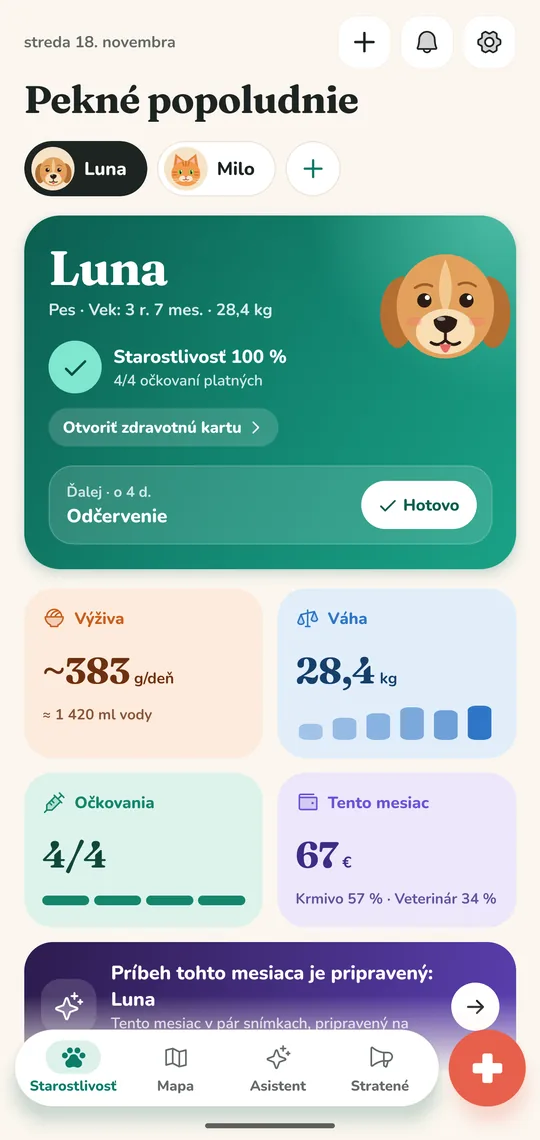 streda 18. novembra
Pekné popoludnie
Luna
Milo
Luna
Pes · Vek: 3 r. 7 mes. · 28,4 kg
Starostlivosť 100 %
4/4 očkovaní platných
Otvoriť zdravotnú kartu
Ďalej · o 4 d.
Odčervenie
Hotovo
Výživa
~383 g/deň
≈ 1 420 ml vody
Váha
28,4 kg
Očkovania
4/4
Tento mesiac
67 €
Krmivo 57 % · Veterinár 34 %
Príbeh tohto mesiaca je pripravený:
Luna
Tento mesiac v pár snímkach, pripravený na
Starostlivosť
Mapa
Asistent
Stratené